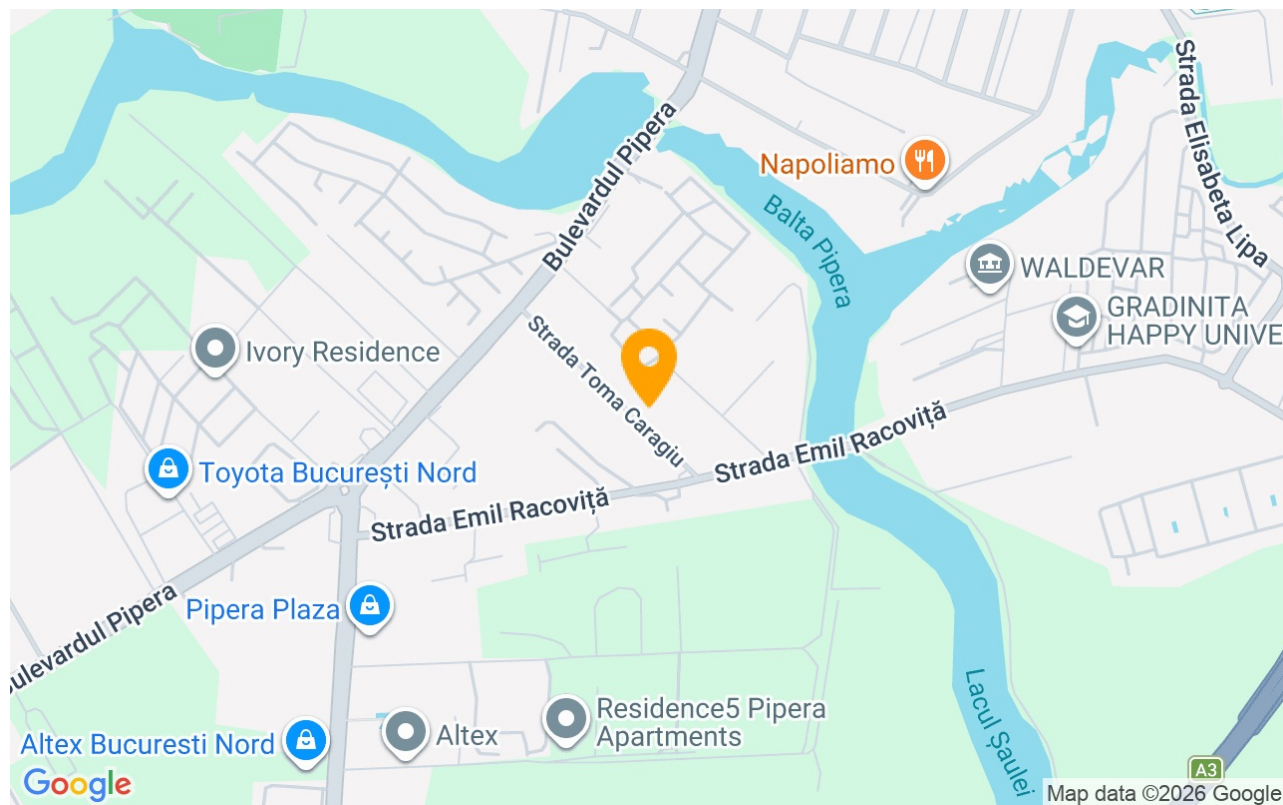 Strada Elisabeta Lipa
Bulevardul Pipera
Napoliamo
Balta Pipera
WALDEVAR
GRADINITA
HAPPY UNIVE
Ivory Residence
Strada Toma Caragiu
Strada Emil Racoviță
Toyota București Nord
Strada Emil Racoviță
Pipera Plaza
ulevardul Pipera
Residence5 Pipera
Apartments
Lacul Șaulei
Altex Bucuresti Nord
Altex
A3
Google
Map data ©2026 Google